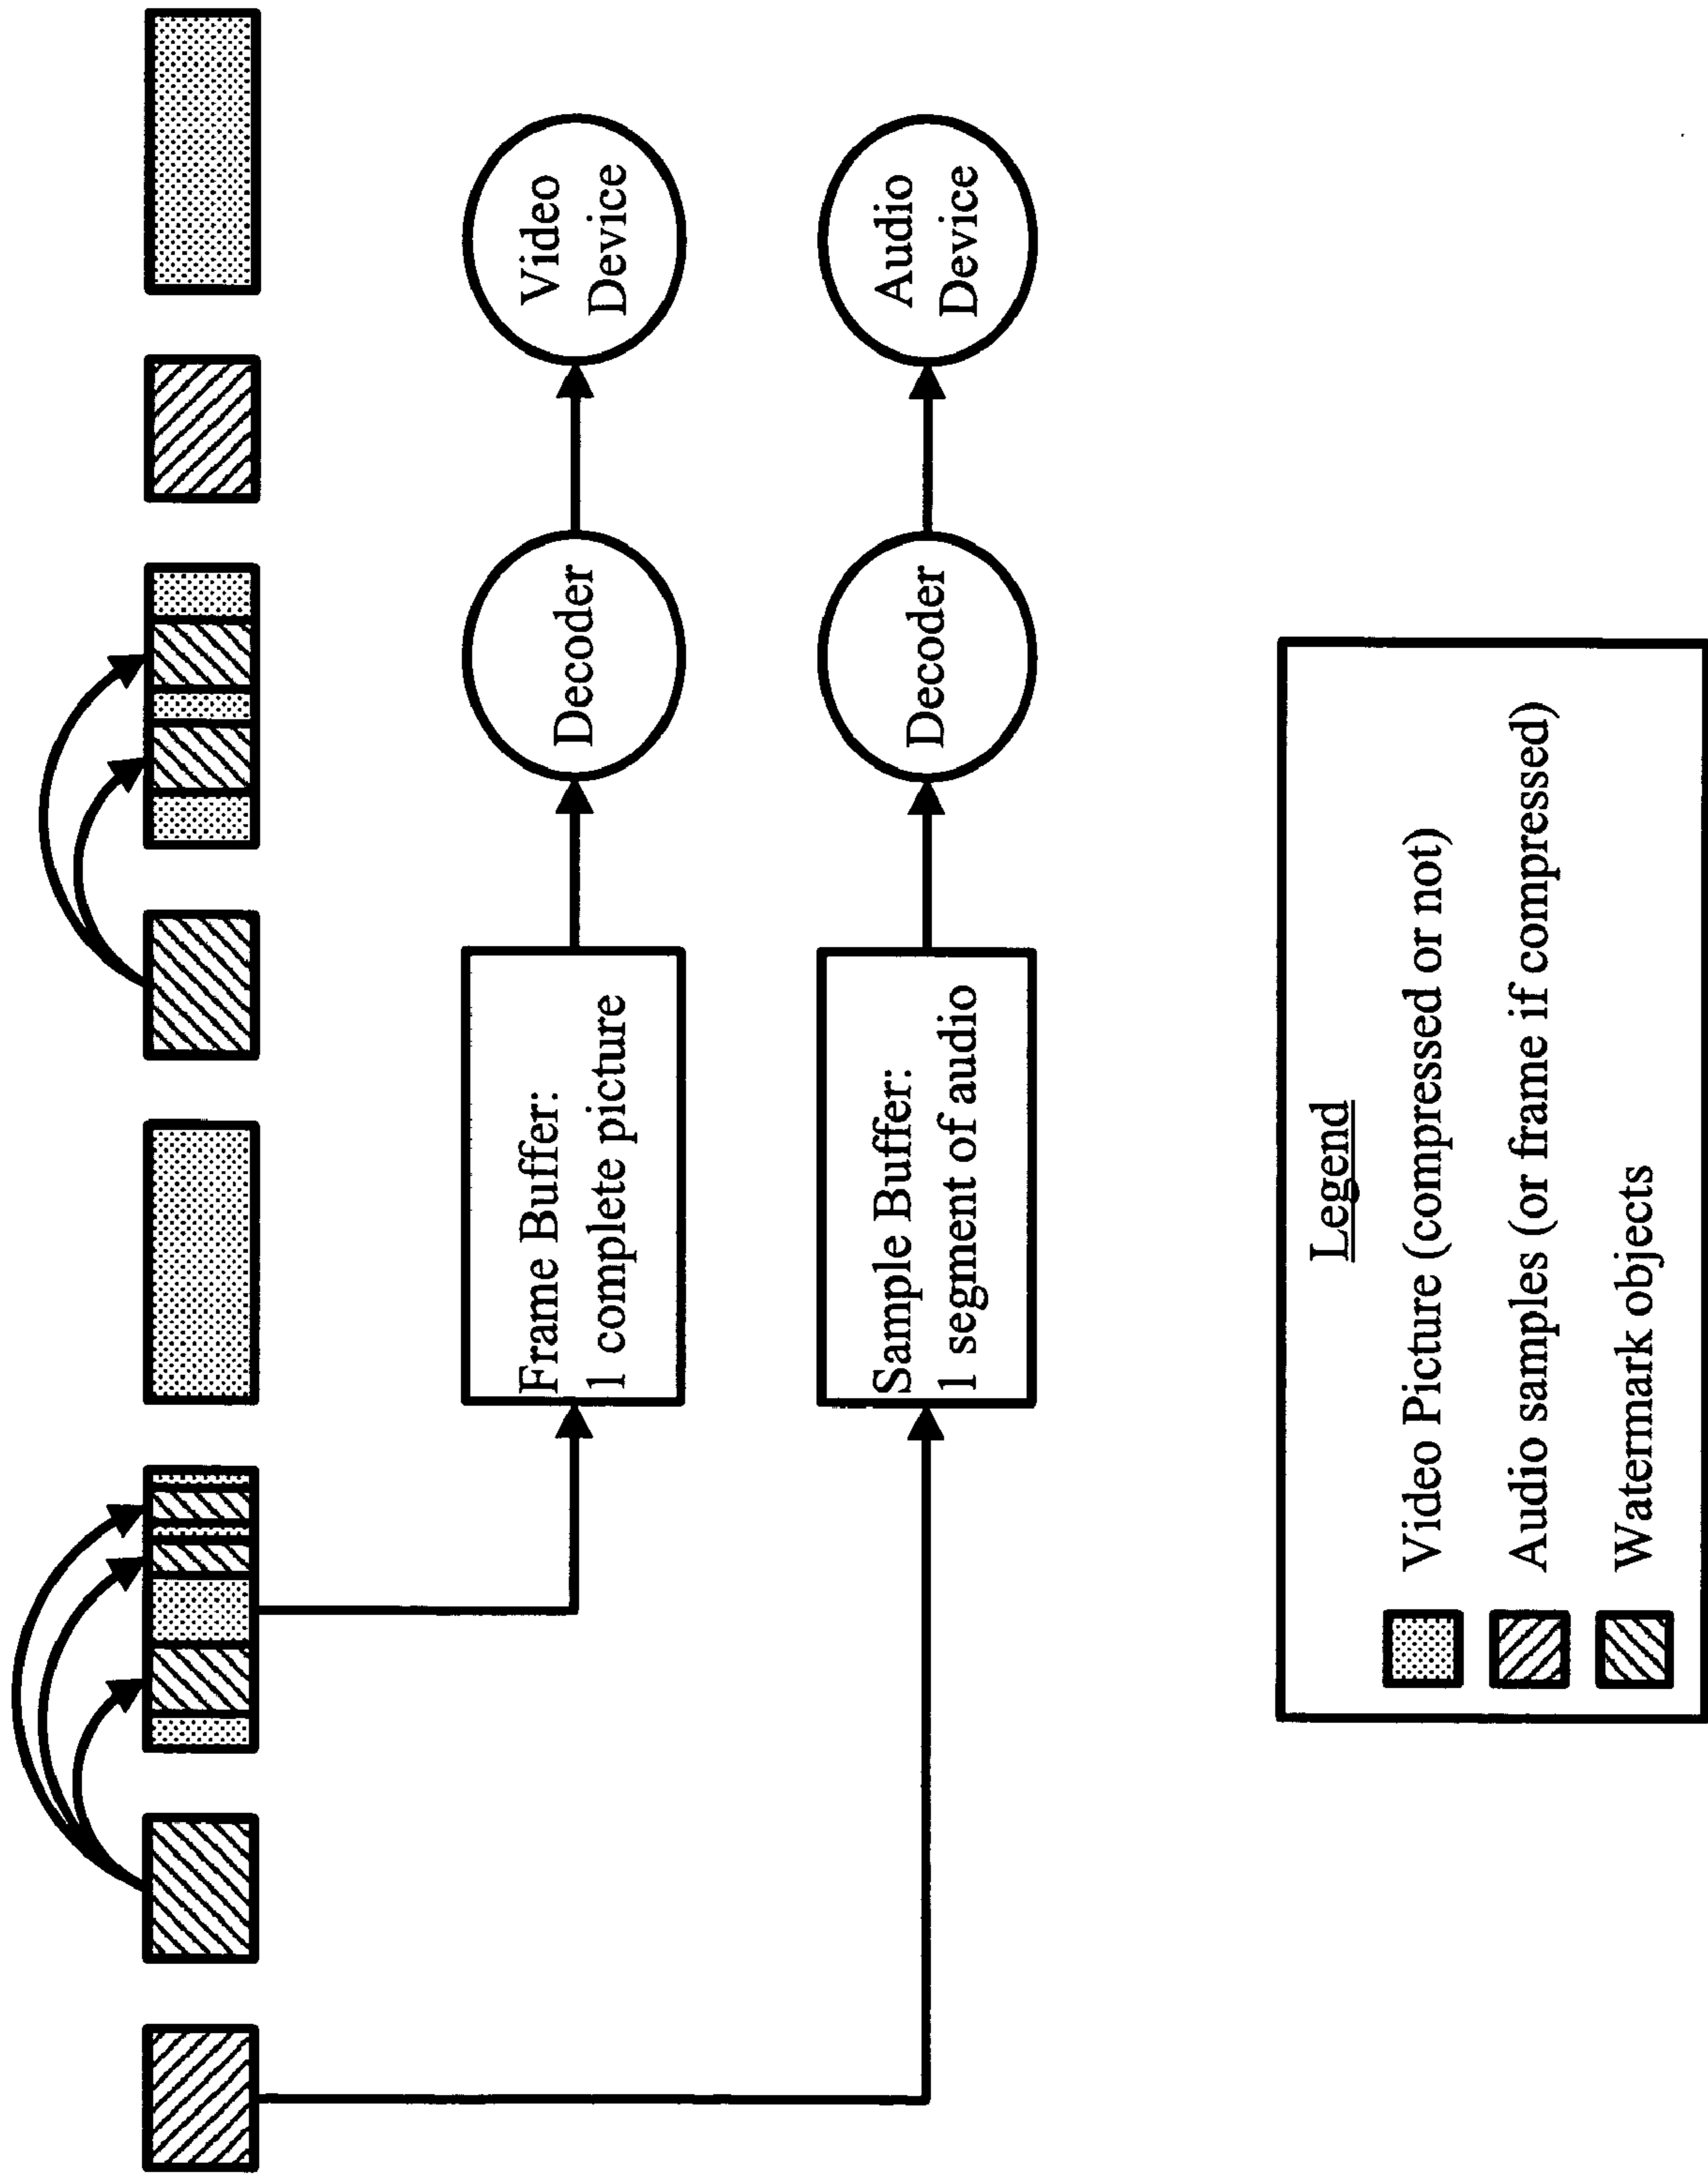 Frame Buffer:
1 complete picture
Decoder
Video
Device
Sample Buffer:
1 segment of audio
Decoder
Audio
Device
Legend
Video Picture (compressed or not)
Audio samples (or frame if compressed)
Watermark objects